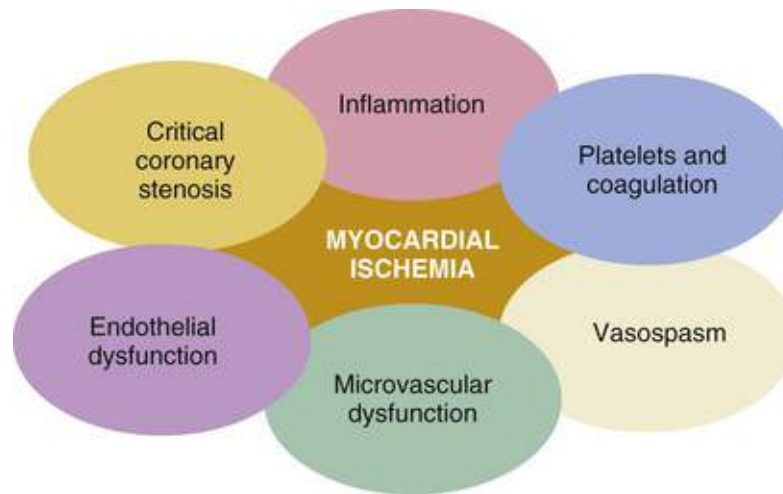 Inflammation
Critical
coronary
stenosis
Platelets and
coagulation
MYOCARDIAL
ISCHEMIA
Endothelial
dysfunction
Vasospasm
Microvascular
dysfunction